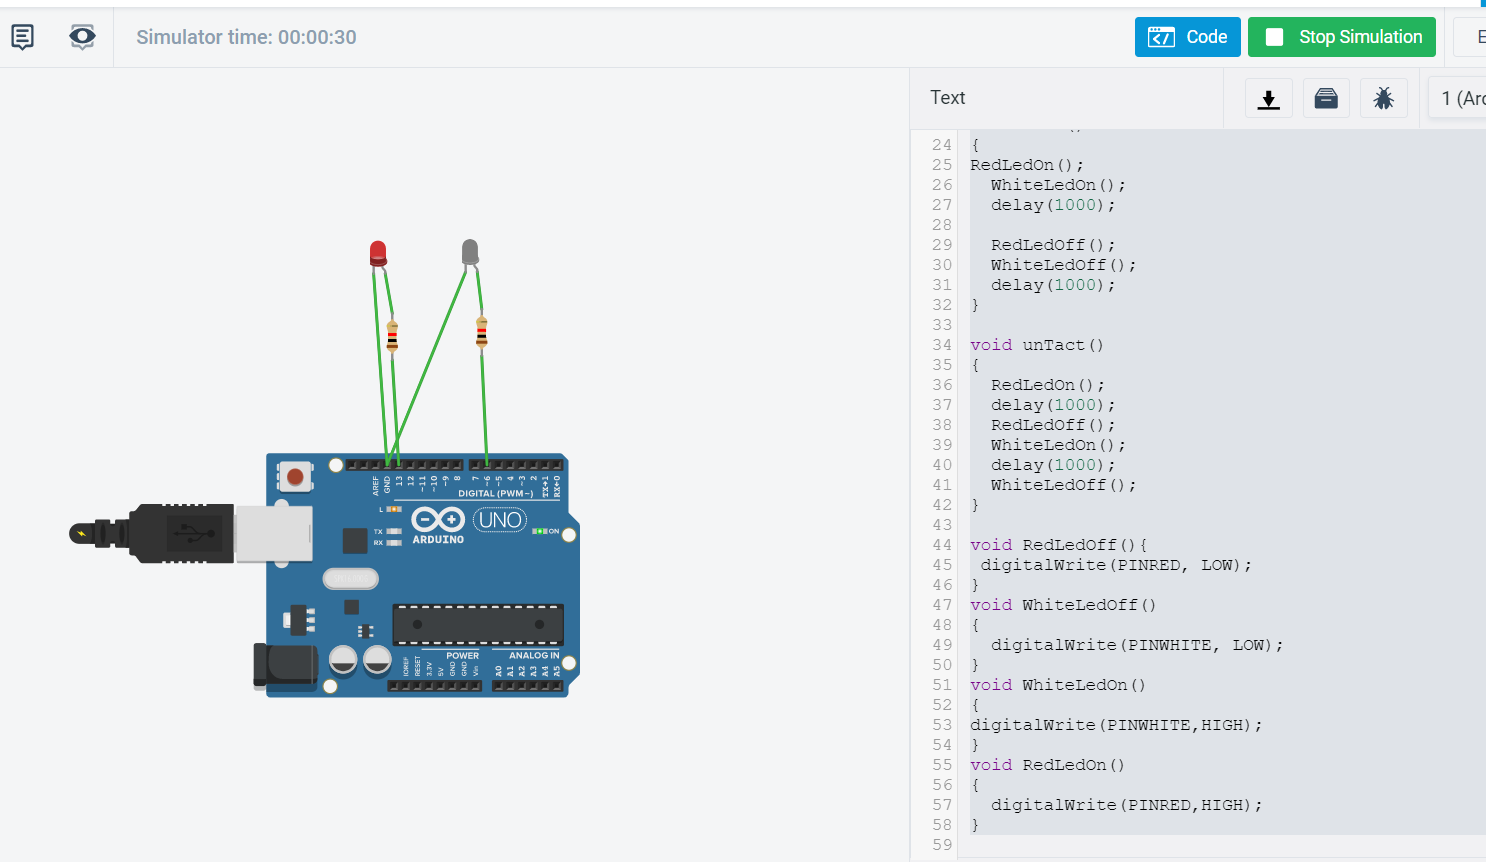 Simulator time: 00:00:30
Code
Stop Simulation
E
Text
1 (Arc
24 {
25 RedLedOn();
26   WhiteLedOn();
27   delay(1000);
28
29   RedLedOff();
30   WhiteLedOff();
31   delay(1000);
32 }
33
34 void unTact()
35 {
36   RedLedOn();
37   delay(1000);
38   RedLedOff();
39   WhiteLedOn();
40   delay(1000);
41   WhiteLedOff();
42 }
43
44 void RedLedOff(){
45  digitalWrite(PINRED, LOW);
46 }
47 void WhiteLedOff()
48 {
49   digitalWrite(PINWHITE, LOW);
50 }
51 void WhiteLedOn()
52 {
53 digitalWrite(PINWHITE,HIGH);
54 }
55 void RedLedOn()
56 {
57   digitalWrite(PINRED,HIGH);
58 }
59
AREF GND 13 12 ~11 ~10 ~9 8 7 ~6 ~5 4 ~3 2 TX→1 RX←0
DIGITAL (PWM~)
L
TX
RX
UNO
ON
ARDUINO
POWER
ANALOG IN
IOREF RESET 3.3V 5V GND GND Vin A0 A1 A2 A3 A4 A5